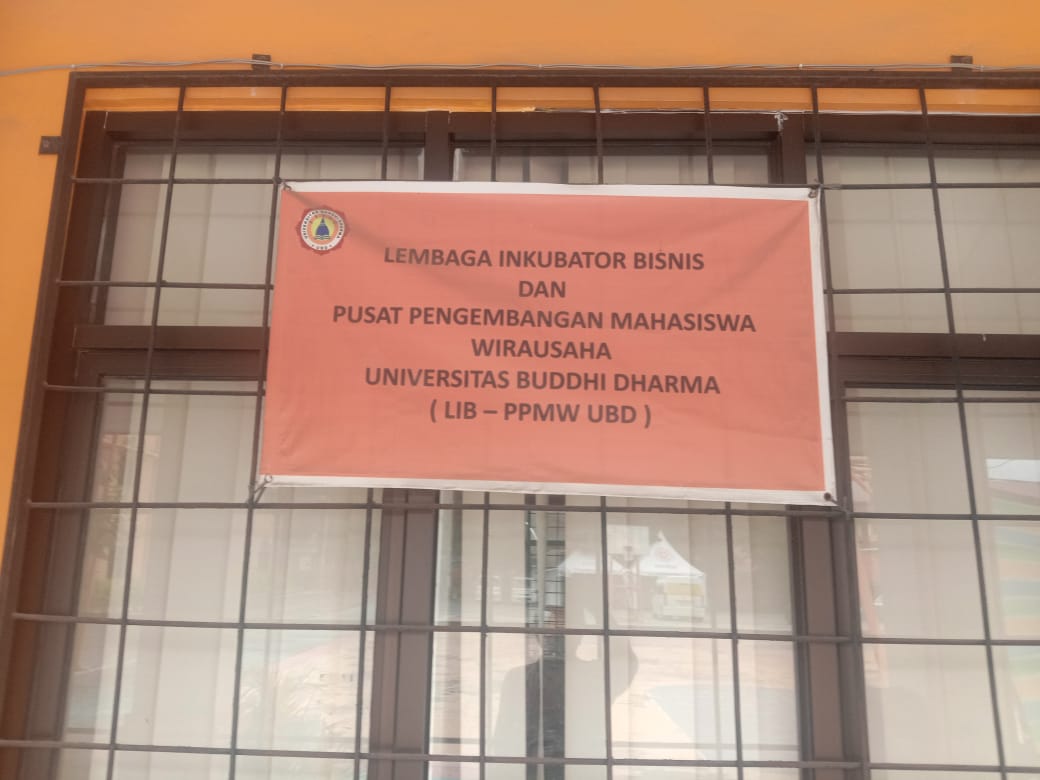 LEMBAGA INKUBATOR BISNIS
DAN
PUSAT PENGEMBANGAN MAHASISWA
WIRAUSAHA
UNIVERSITAS BUDDHI DHARMA
( LIB – PPMW UBD )